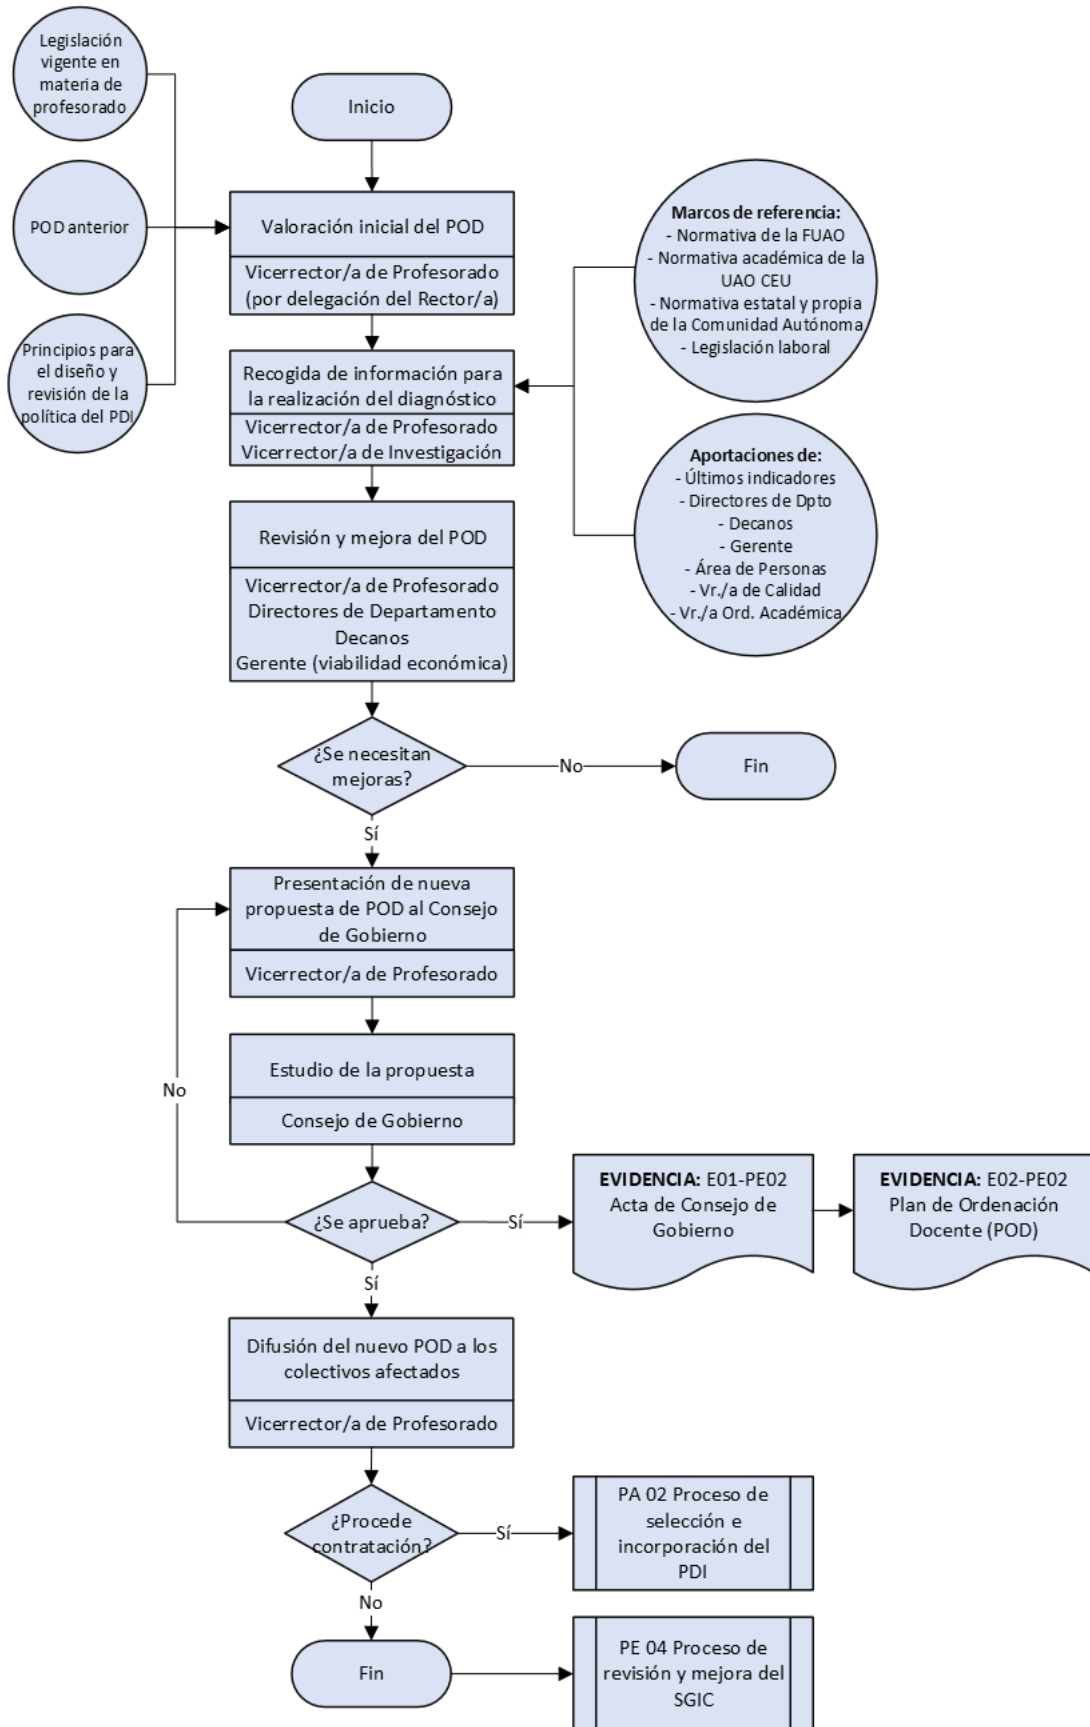 Legislación
vigente en
materia de
profesorado
Inicio
POD anterior
Valoración inicial del POD
Vicerrector/a de Profesorado
(por delegación del Rector/a)
Marcos de referencia:
- Normativa de la FUAO
- Normativa académica de la
UAO CEU
- Normativa estatal y propia
de la Comunidad Autónoma
- Legislación laboral
Principios para
el diseño y
revisión de la
política del PDI
Recogida de información para
la realización del diagnóstico
Vicerrector/a de Profesorado
Vicerrector/a de Investigación
Aportaciones de:
- Últimos indicadores
- Directores de Dpto
- Decanos
- Gerente
- Área de Personas
- Vr./a de Calidad
- Vr./a Ord. Académica
Revisión y mejora del POD
Vicerrector/a de Profesorado
Directores de Departamento
Decanos
Gerente (viabilidad económica)
¿Se necesitan
mejoras?
No
Fin
Sí
Presentación de nueva
propuesta de POD al Consejo
de Gobierno
Vicerrector/a de Profesorado
Estudio de la propuesta
Consejo de Gobierno
No
¿Se aprueba?
Sí
EVIDENCIA: E01-PE02
Acta de Consejo de
Gobierno
EVIDENCIA: E02-PE02
Plan de Ordenación
Docente (POD)
Sí
Difusión del nuevo POD a los
colectivos afectados
Vicerrector/a de Profesorado
¿Procede
contratación?
Sí
PA 02 Proceso de
selección e
incorporación del
PDI
No
Fin
PE 04 Proceso de
revisión y mejora del
SGIC